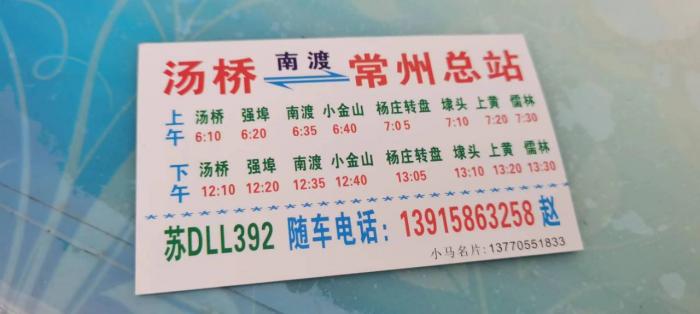 汤桥 南渡 常州总站
上午 汤桥 强埠 南渡 小金山 杨庄转盘 埭头 上黄 儒林
6:10 6:20 6:35 6:40 7:05 7:10 7:20 7:30
下午 汤桥 强埠 南渡 小金山 杨庄转盘 埭头 上黄 儒林
12:10 12:20 12:35 12:40 13:05 13:10 13:20 13:30
苏DLL392 随车电话: 13915863258 赵
小马名片: 13770551833